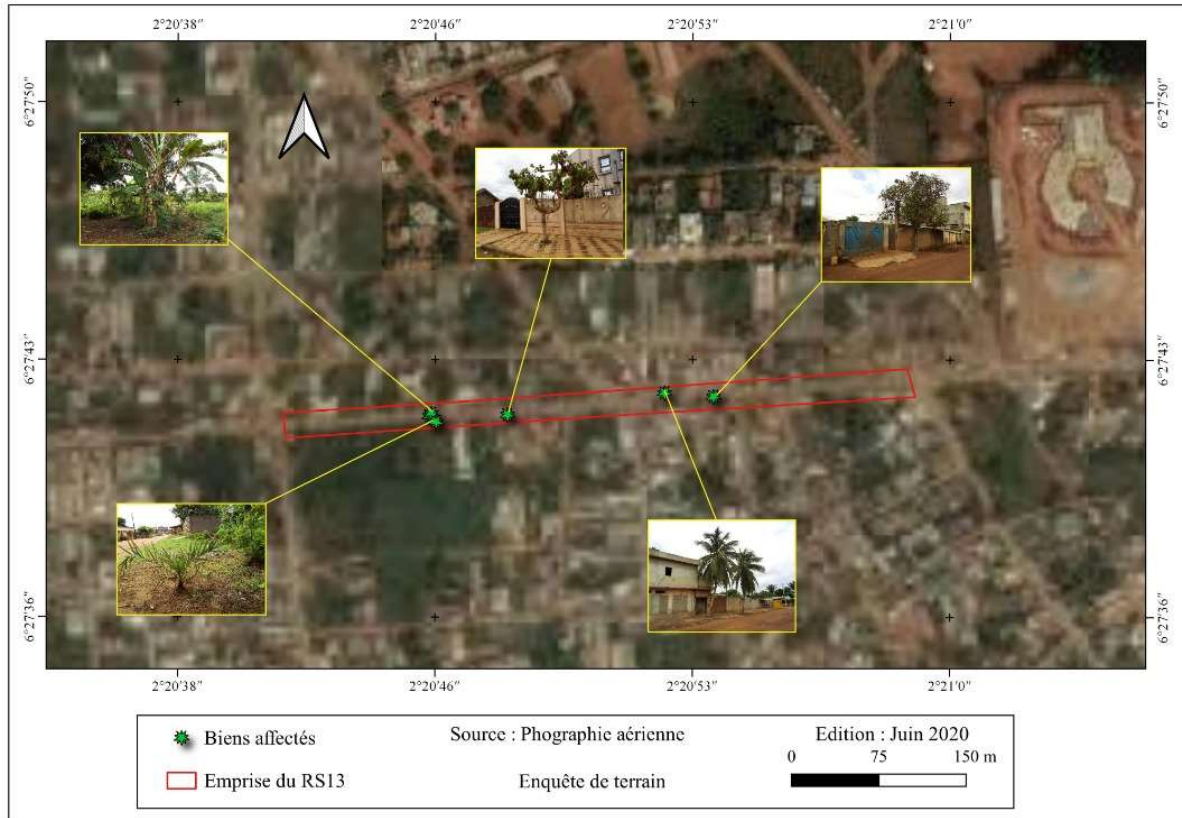 2°20'38" 2°20'46" 2°20'53" 2°21'0"
6°27'50" 6°27'50"
6°27'43" 6°27'43"
6°27'36" 6°27'36"
2°20'38" 2°20'46" 2°20'53" 2°21'0"
Biens affectés
Emprise du RS13
Source : Phographie aérienne
Enquête de terrain
Edition : Juin 2020
0 75 150 m